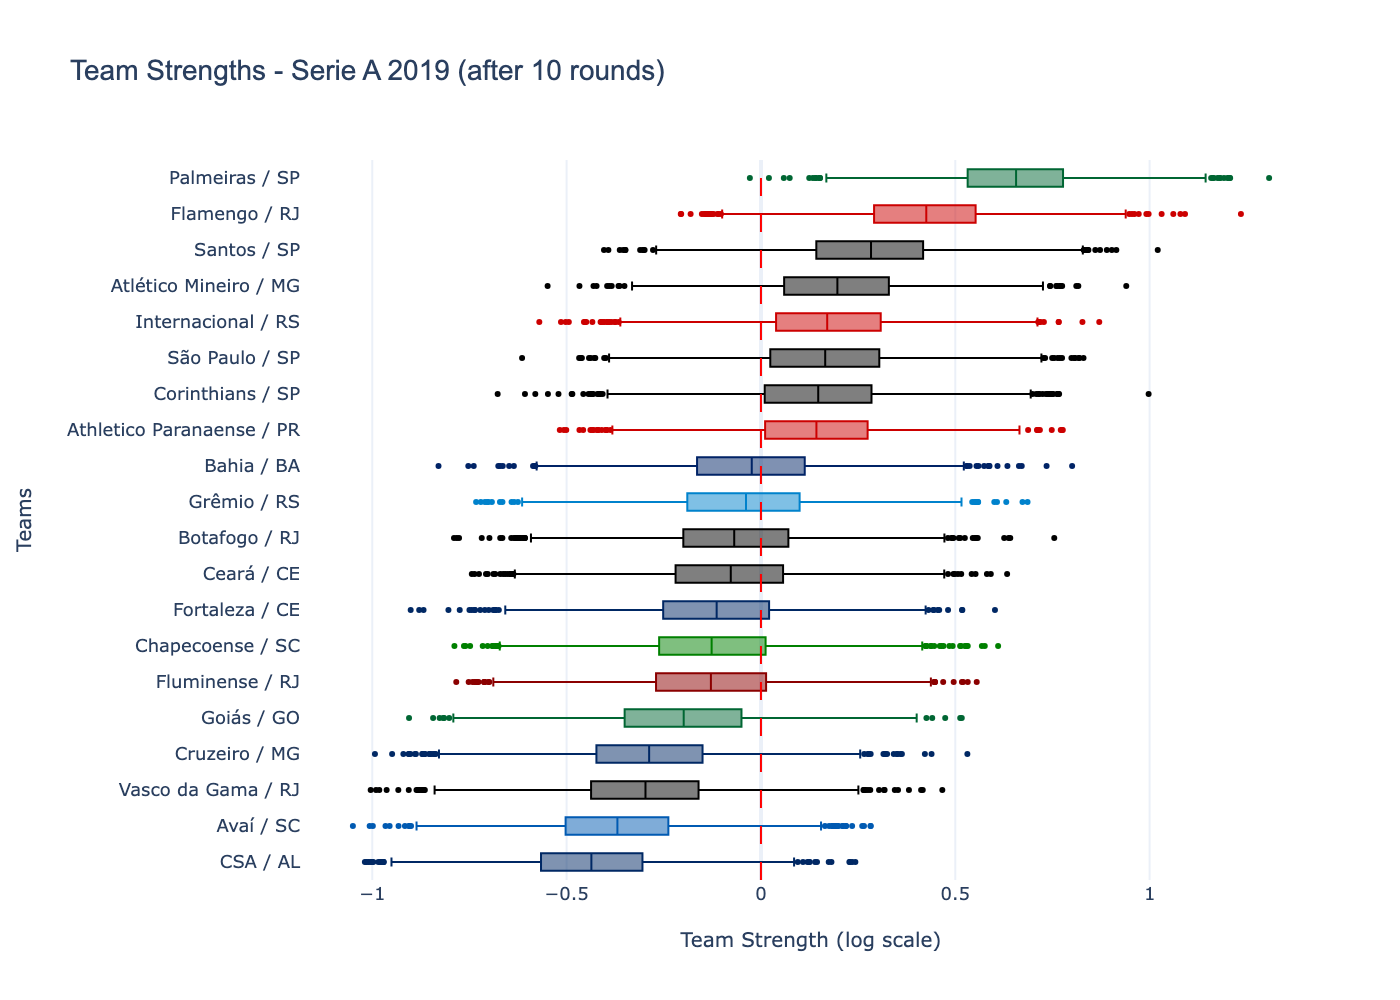 Team Strengths - Serie A 2019 (after 10 rounds)
Teams
Palmeiras / SP
Flamengo / RJ
Santos / SP
Atlético Mineiro / MG
Internacional / RS
São Paulo / SP
Corinthians / SP
Athletico Paranaense / PR
Bahia / BA
Grêmio / RS
Botafogo / RJ
Ceará / CE
Fortaleza / CE
Chapecoense / SC
Fluminense / RJ
Goiás / GO
Cruzeiro / MG
Vasco da Gama / RJ
Avaí / SC
CSA / AL
−1 −0.5 0 0.5 1
Team Strength (log scale)